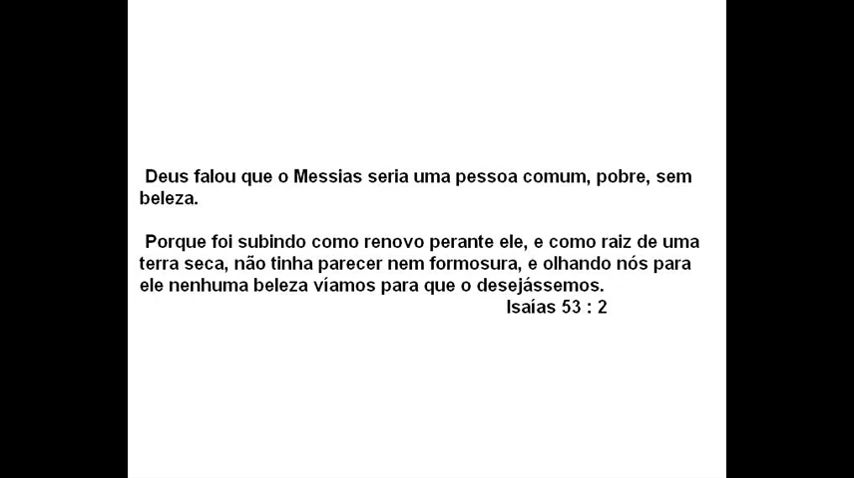 Deus falou que o Messias seria uma pessoa comum, pobre, sem
beleza.
Porque foi subindo como renovo perante ele, e como raiz de uma
terra seca, não tinha parecer nem formosura, e olhando nós para
ele nenhuma beleza víamos para que o desejássemos.
Isaías 53 : 2